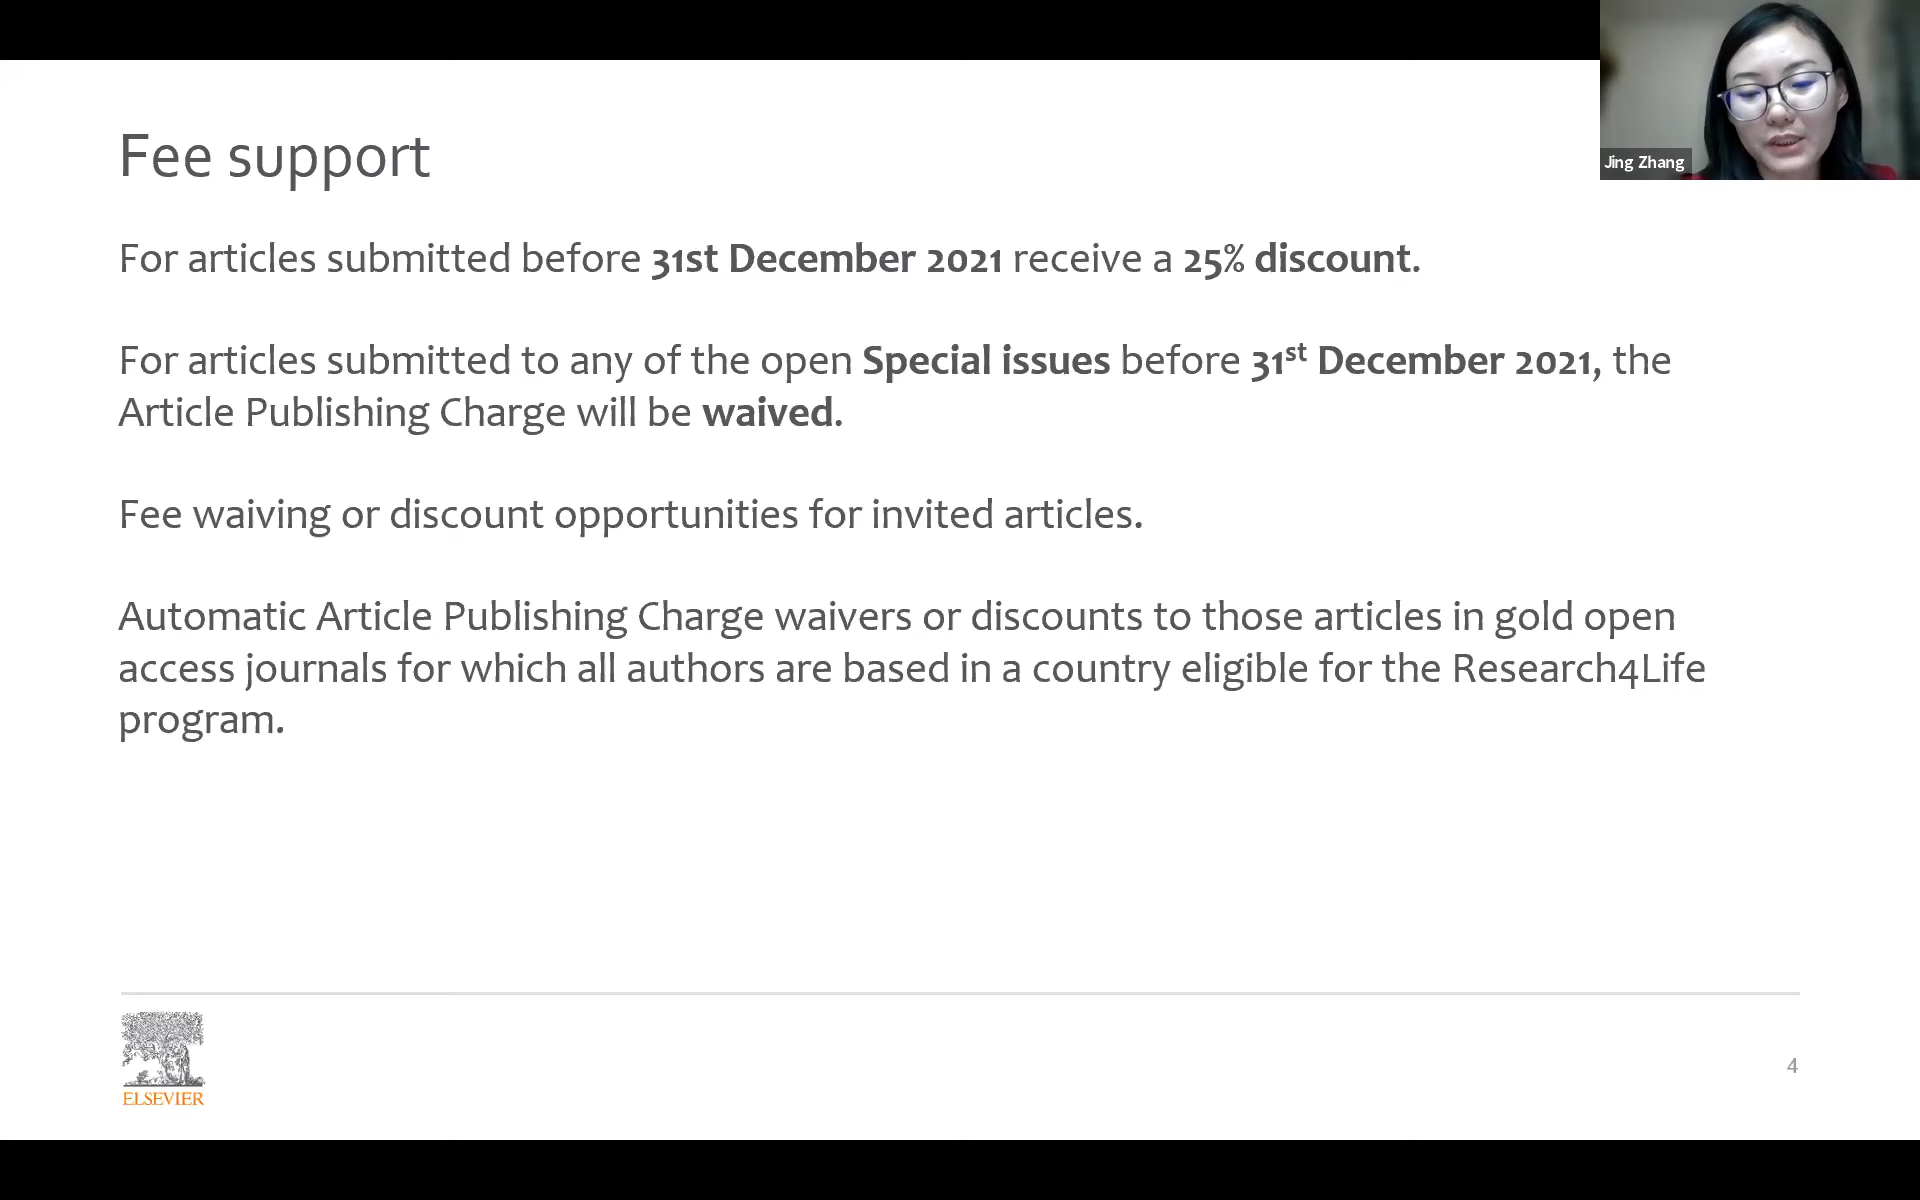 Fee support
Jing Zhang
For articles submitted before 31st December 2021 receive a 25% discount.
For articles submitted to any of the open Special issues before 31st December 2021, the
Article Publishing Charge will be waived.
Fee waiving or discount opportunities for invited articles.
Automatic Article Publishing Charge waivers or discounts to those articles in gold open
access journals for which all authors are based in a country eligible for the Research4Life
program.
ELSEVIER
4